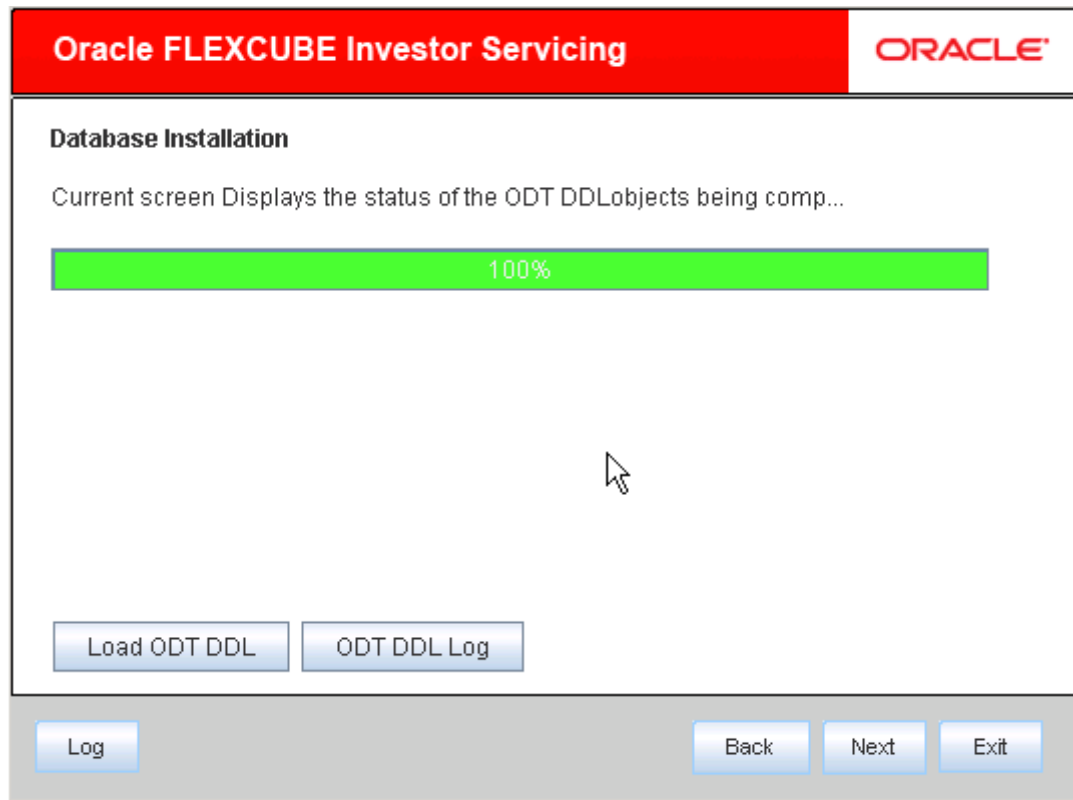 Oracle FLEXCUBE Investor Servicing
ORACLE
Database Installation
Current screen Displays the status of the ODT DDLobjects being comp...
100%
Load ODT DDL
ODT DDL Log
Log
Back
Next
Exit